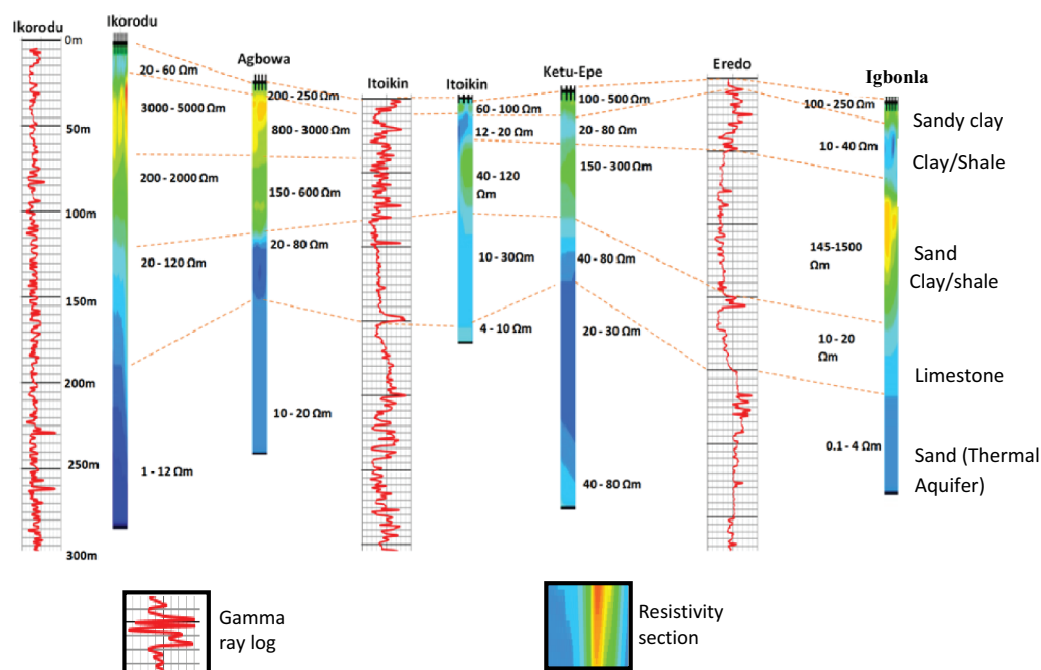 Ikorodu
0m
50m
100m
150m
200m
250m
300m
Ikorodu
20 - 60 Ωm
3000 - 5000 Ωm
200 - 2000 Ωm
20 - 120 Ωm
1 - 12 Ωm
Agbowa
200 - 250 Ωm
800 - 3000 Ωm
150 - 600 Ωm
20 - 80 Ωm
10 - 20 Ωm
Itoikin
Itoikin
60 - 100 Ωm
12 - 20 Ωm
40 - 120
Ωm
10 - 30Ωm
4 - 10 Ωm
Ketu-Epe
100 - 500 Ωm
20 - 80 Ωm
150 - 300 Ωm
40 - 80 Ωm
20 - 30 Ωm
40 - 80 Ωm
Eredo
Igbonla
100 - 250 Ωm
10 - 40 Ωm
145-1500
Ωm
10 - 20
Ωm
0.1 - 4 Ωm
Sandy clay
Clay/Shale
Sand
Clay/shale
Limestone
Sand (Thermal
Aquifer)
Gamma
ray log
Resistivity
section